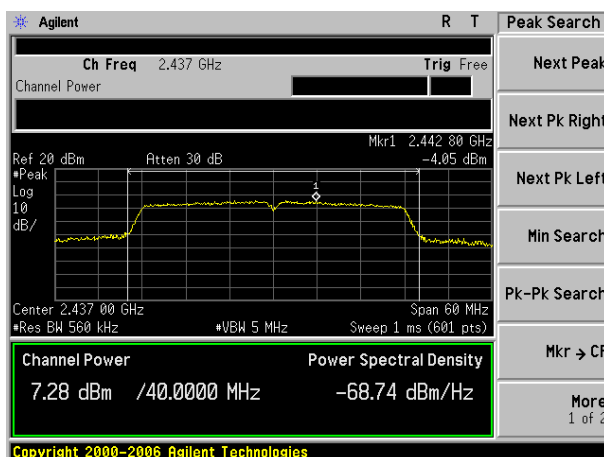 Agilent R T Peak Search
Ch Freq 2.437 GHz Trig Free
Channel Power
Mkr1 2.442 80 GHz
Ref 20 dBm Atten 30 dB -4.05 dBm
#Peak
Log
10
dB/
1
Center 2.437 00 GHz Span 60 MHz
#Res BW 560 kHz #VBW 5 MHz Sweep 1 ms (601 pts)
Channel Power Power Spectral Density
7.28 dBm /40.0000 MHz -68.74 dBm/Hz
Copyright 2000-2006 Agilent Technologies
Next Peak
Next Pk Right
Next Pk Left
Min Search
Pk-Pk Search
Mkr → CF
More
1 of 2